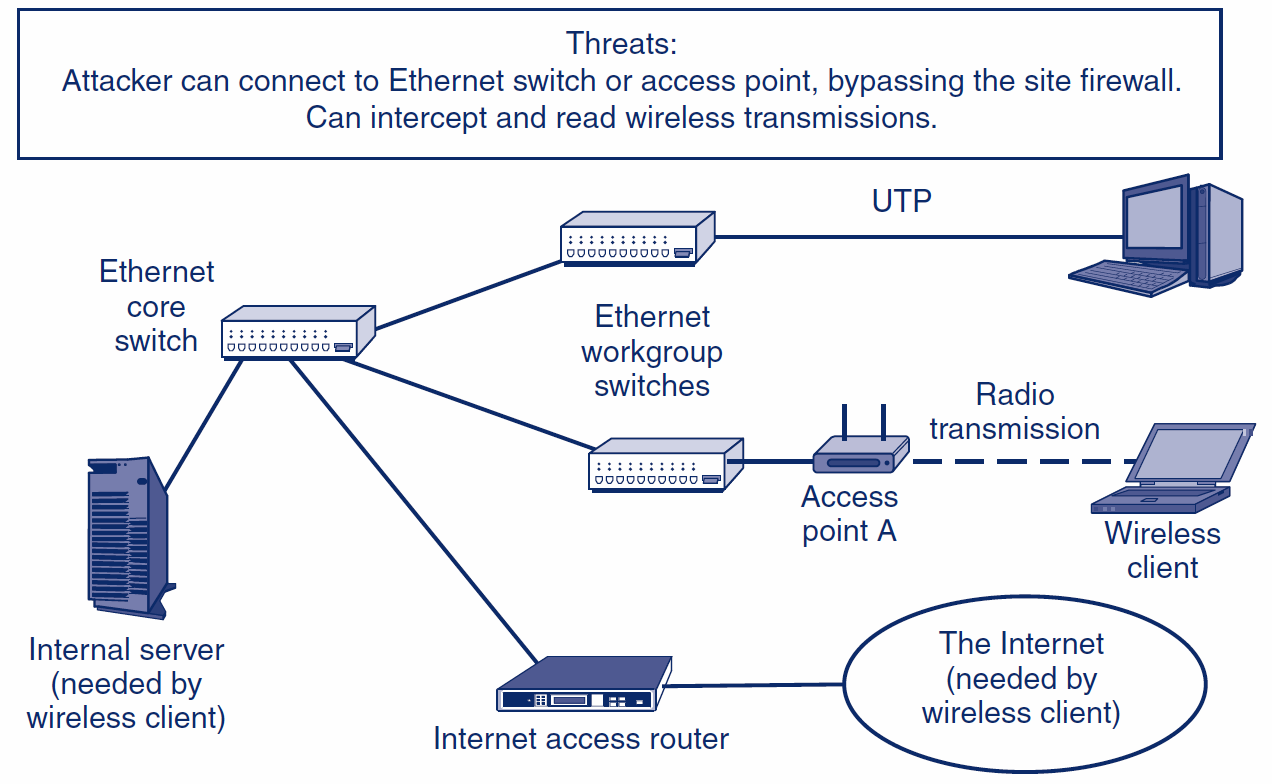 Threats:
Attacker can connect to Ethernet switch or access point, bypassing the site firewall.
Can intercept and read wireless transmissions.
UTP
Ethernet
core
switch
Ethernet
workgroup
switches
Radio
transmission
Access
point A
Wireless
client
Internal server
(needed by
wireless client)
The Internet
(needed by
wireless client)
Internet access router